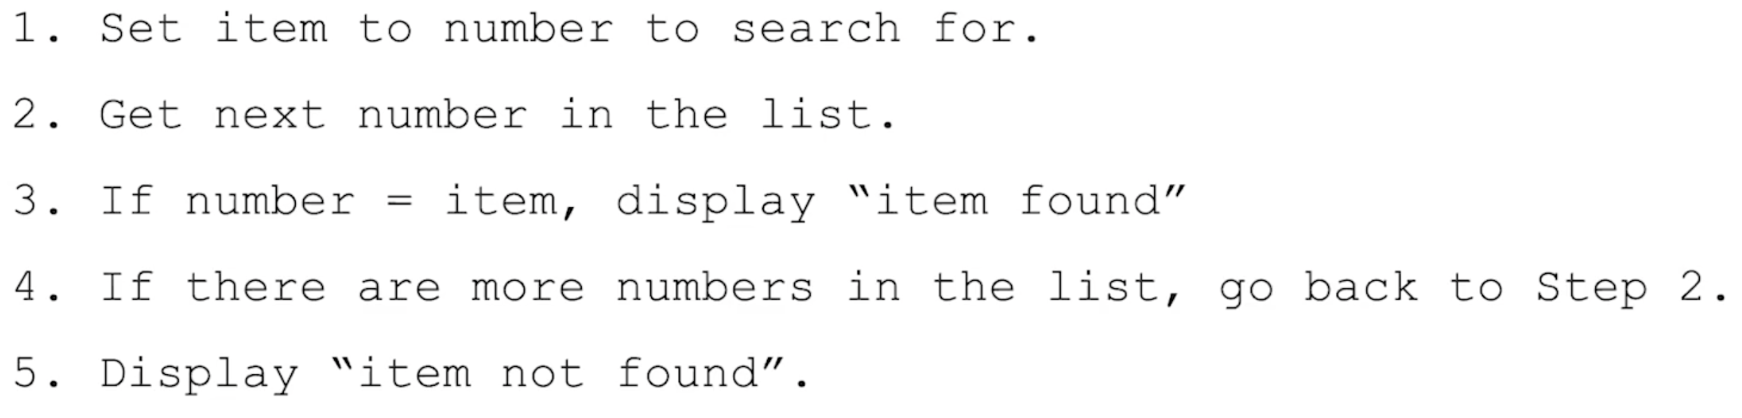 1. Set item to number to search for.
2. Get next number in the list.
3. If number = item, display “item found”
4. If there are more numbers in the list, go back to Step 2.
5. Display “item not found”.